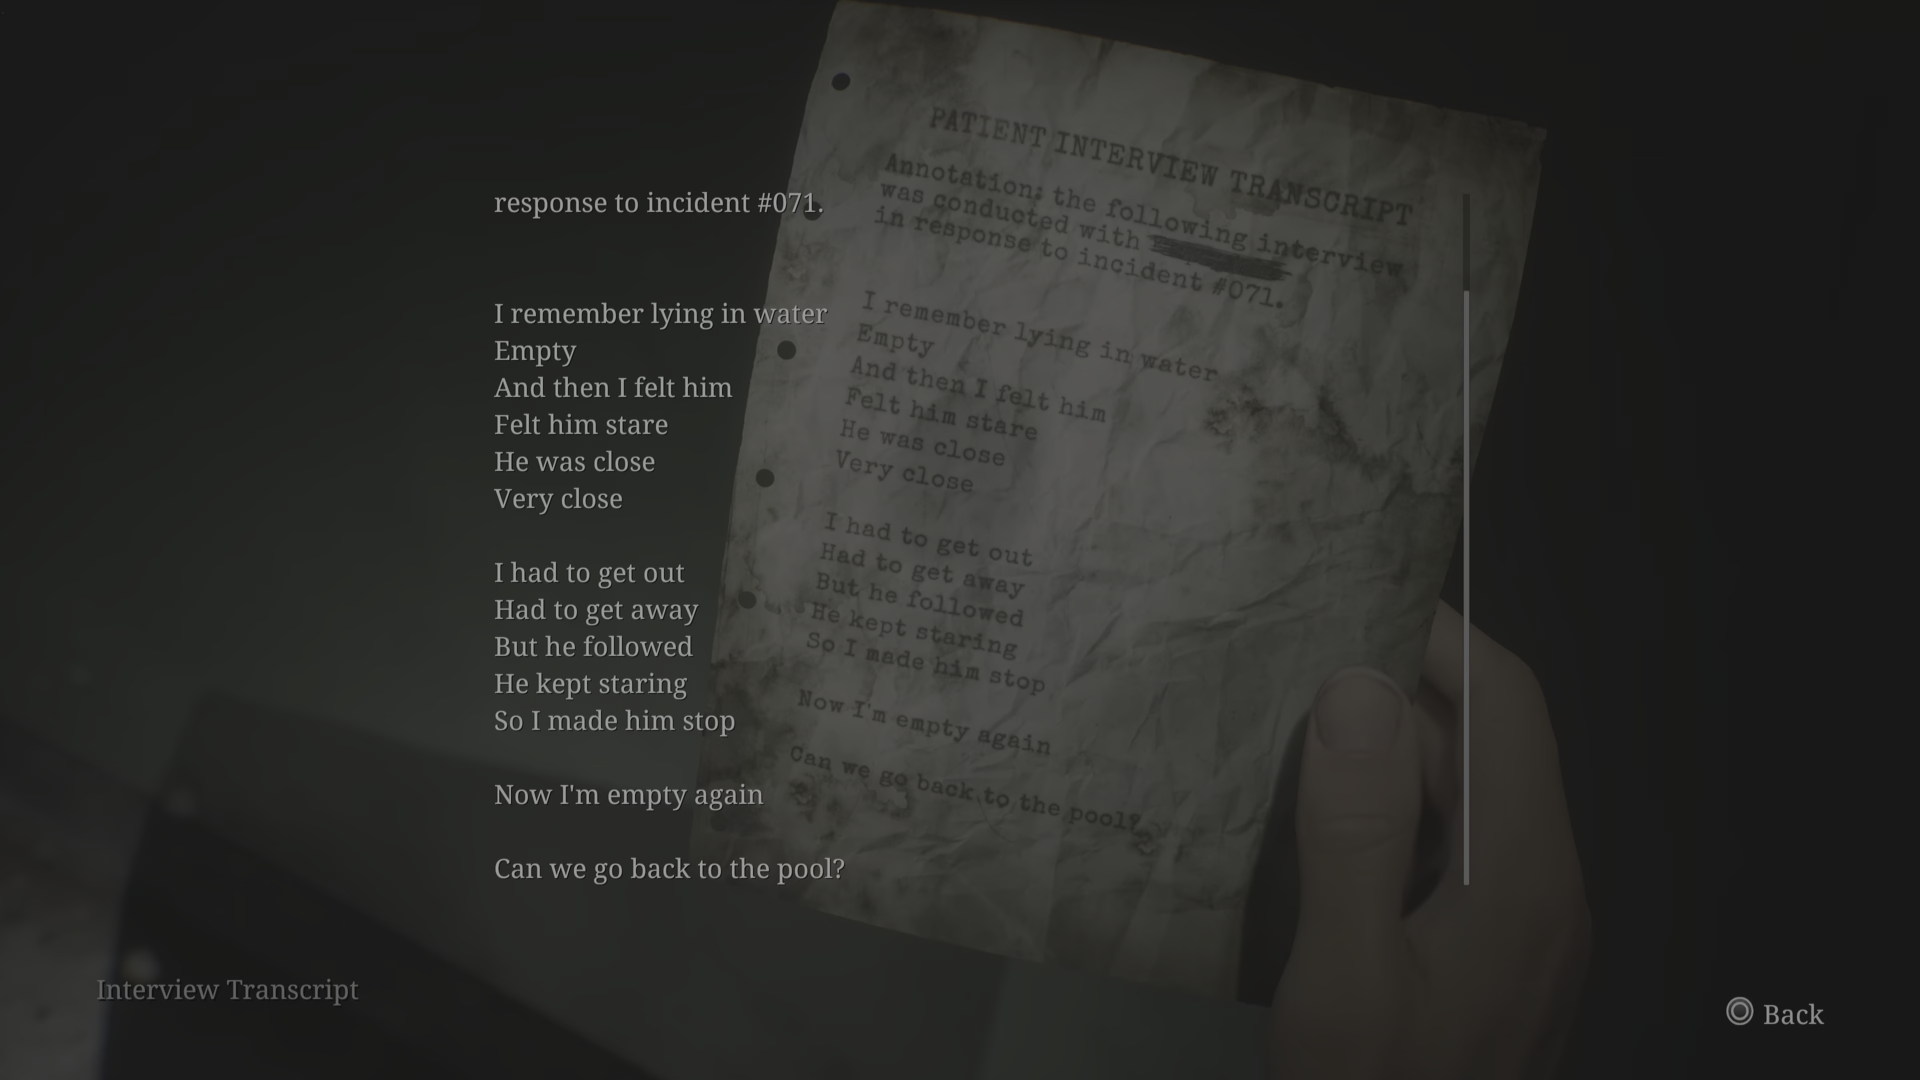 response to incident #071.
I remember lying in water
Empty
And then I felt him
Felt him stare
He was close
Very close
I had to get out
Had to get away
But he followed
He kept staring
So I made him stop
Now I'm empty again
Can we go back to the pool?
PATIENT INTERVIEW TRANSCRIPT
Annotation: the following interview
was conducted with
in response to incident #071.
I remember lying in water
Empty
And then I felt him
Felt him stare
He was close
Very close
I had to get out
Had to get away
But he followed
He kept staring
So I made him stop
Now I'm empty again
Can we go back to the pool?
Interview Transcript
Back